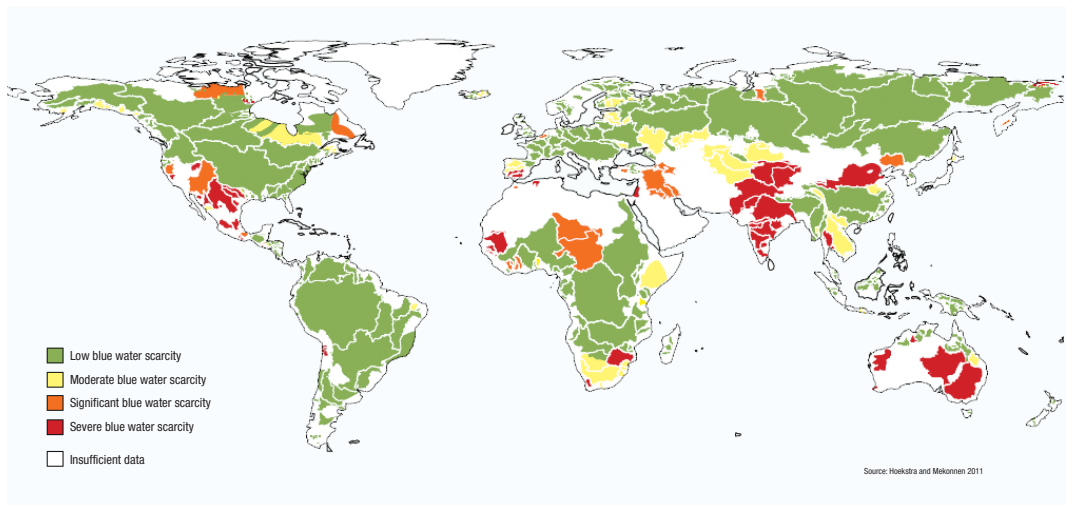 Low blue water scarcity
Moderate blue water scarcity
Significant blue water scarcity
Severe blue water scarcity
Insufficient data
Source: Hoekstra and Mekonnen 2011